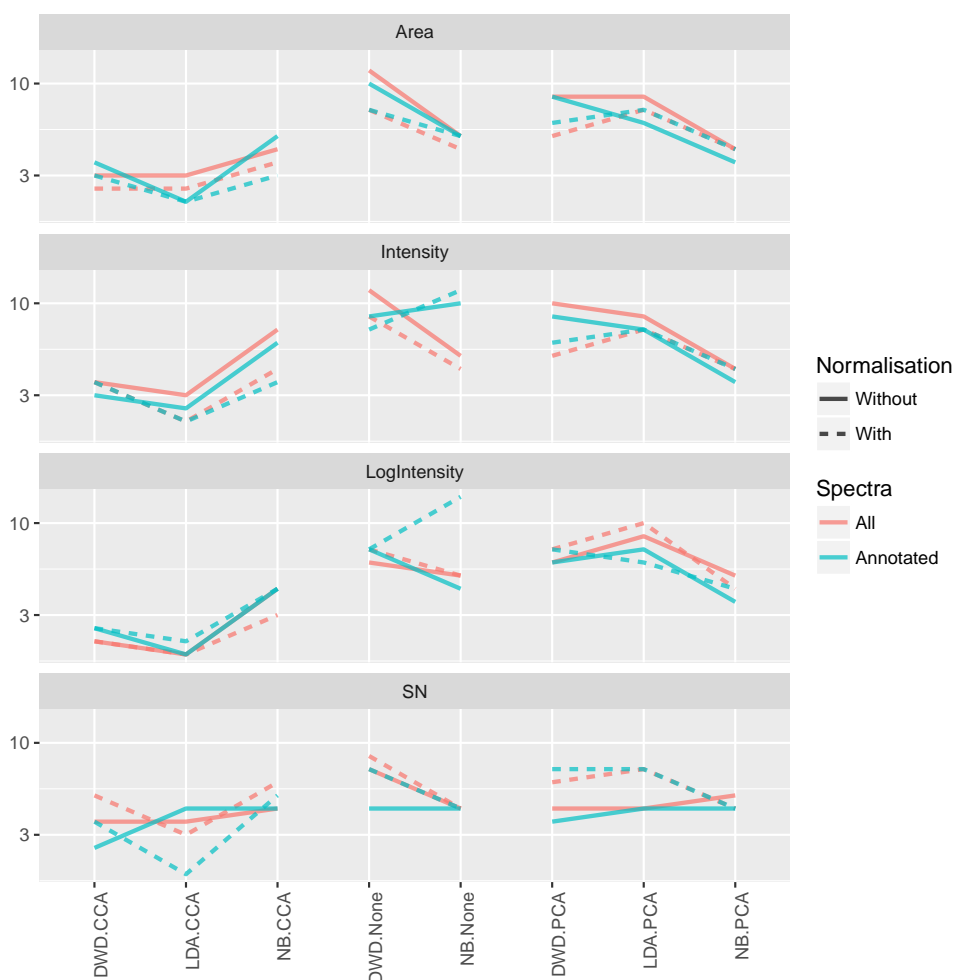 Area
10
3
Intensity
10
3
LogIntensity
10
3
SN
10
3
DWD.CCA
LDA.CCA
NB.CCA
DWD.None
NB.None
DWD.PCA
LDA.PCA
NB.PCA
Normalisation
Without
With
Spectra
All
Annotated